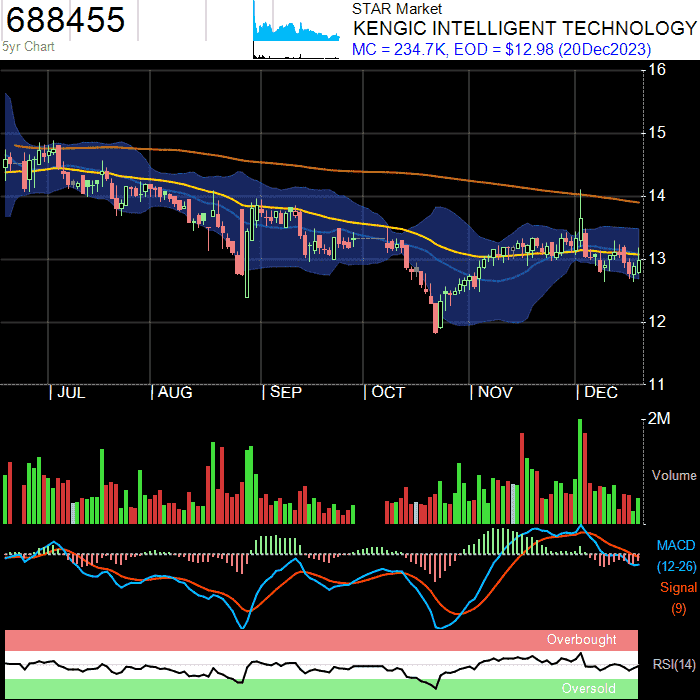 688455
5yr Chart
STAR Market
KENGIC INTELLIGENT TECHNOLOGY
MC = 234.7K, EOD = $12.98 (20Dec2023)
16
15
14
13
12
11
JUL AUG SEP OCT NOV DEC
2M
Volume
MACD
(12-26)
Signal
(9)
Overbought
RSI(14)
Oversold